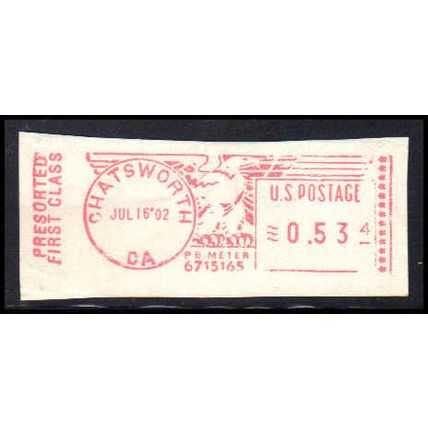 PRESORTED
FIRST CLASS
CHATSWORTH
JUL 16'02
CA
P.B. METER
6715165
U.S. POSTAGE
0.53 4